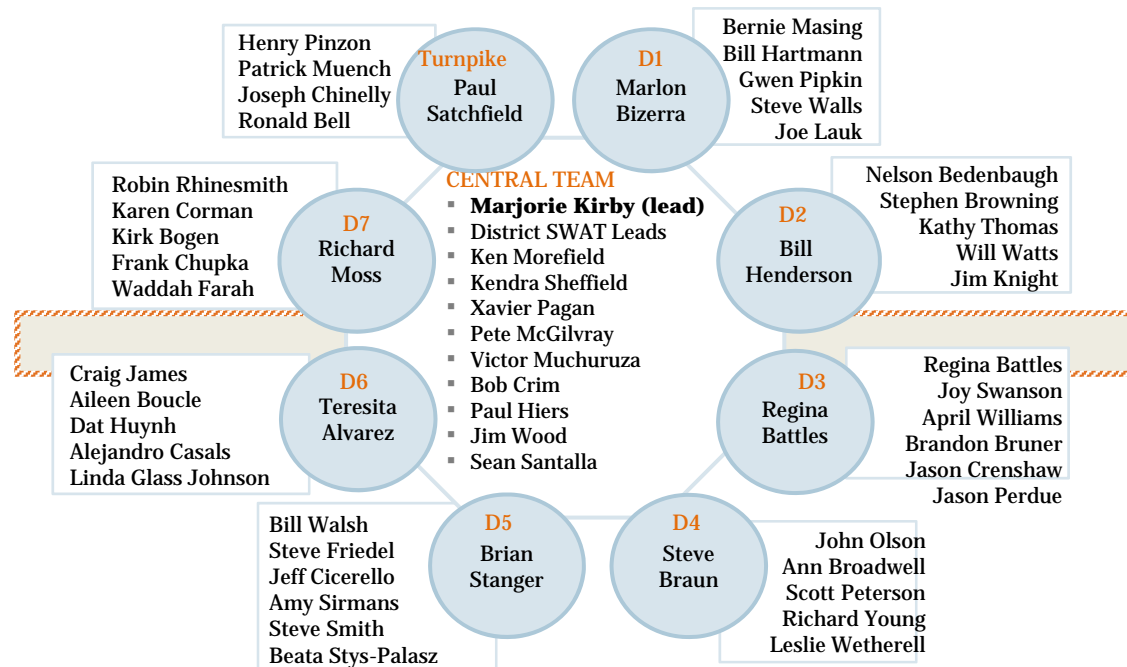 Henry Pinzon
Patrick Muench
Joseph Chinelly
Ronald Bell
Turnpike
Paul
Satchfield
D1
Marlon
Bizerra
Bernie Masing
Bill Hartmann
Gwen Pipkin
Steve Walls
Joe Lauk
Robin Rhinesmith
Karen Corman
Kirk Bogen
Frank Chupka
Waddah Farah
D7
Richard
Moss
CENTRAL TEAM
▪ Marjorie Kirby (lead)
▪ District SWAT Leads
▪ Ken Morefield
▪ Kendra Sheffield
▪ Xavier Pagan
▪ Pete McGilvray
▪ Victor Muchuruza
▪ Bob Crim
▪ Paul Hiers
▪ Jim Wood
▪ Sean Santalla
D2
Bill
Henderson
Nelson Bedenbaugh
Stephen Browning
Kathy Thomas
Will Watts
Jim Knight
Craig James
Aileen Boucle
Dat Huynh
Alejandro Casals
Linda Glass Johnson
D6
Teresita
Alvarez
D3
Regina
Battles
Regina Battles
Joy Swanson
April Williams
Brandon Bruner
Jason Crenshaw
Jason Perdue
Bill Walsh
Steve Friedel
Jeff Cicerello
Amy Sirmans
Steve Smith
Beata Stys-Palasz
D5
Brian
Stanger
D4
Steve
Braun
John Olson
Ann Broadwell
Scott Peterson
Richard Young
Leslie Wetherell